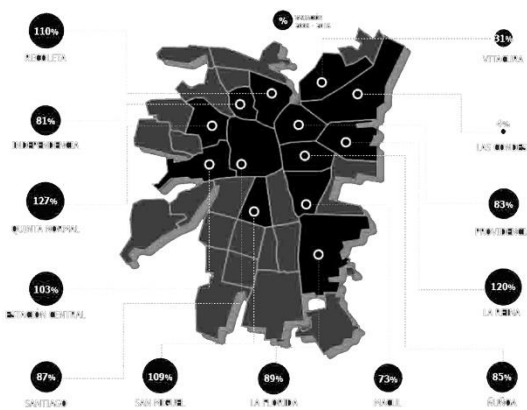 110%
RECOLETA
%
31%
VITACURA
81%
INDEPENDENCIA
4%
LAS CONDES
127%
QUINTA NORMAL
83%
PROVIDENCIA
103%
ESTACION CENTRAL
120%
LA REINA
87%
SANTIAGO
109%
SAN MIGUEL
89%
LA FLORIDA
73%
MACUL
85%
ÑUÑOA